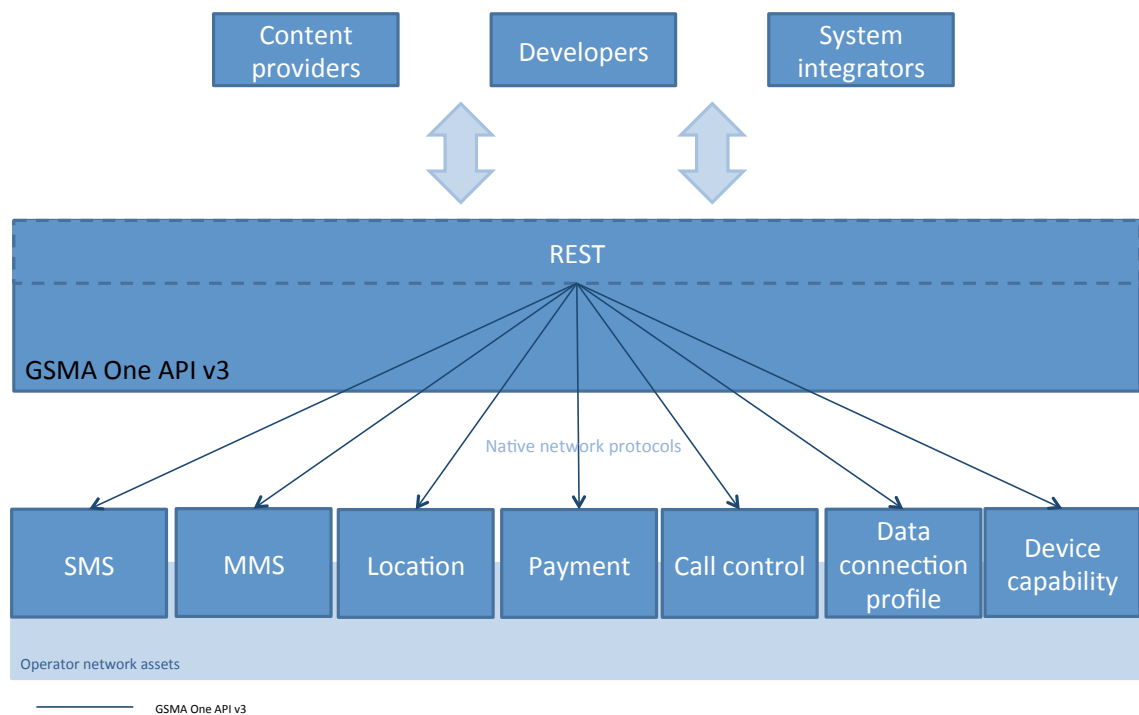 Content
providers
Developers
System
integrators
REST
GSMA One API v3
Native network protocols
SMS
MMS
Location
Payment
Call control
Data
connection
profile
Device
capability
Operator network assets
GSMA One API v3